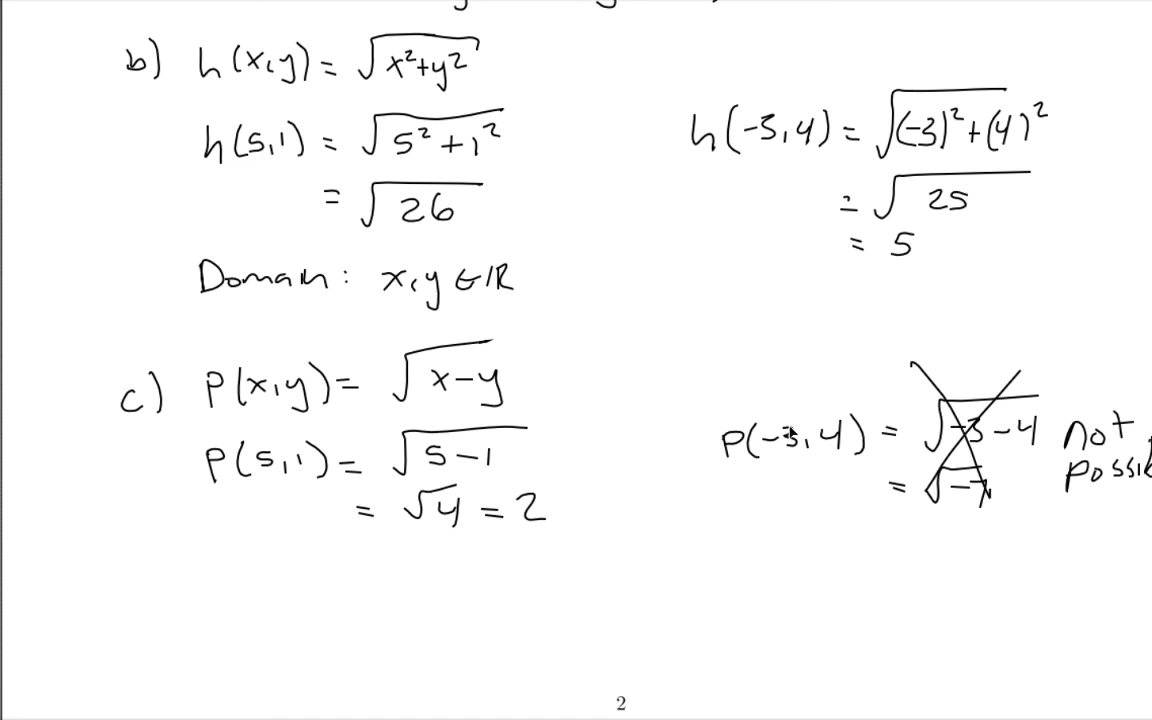 b) h(x,y) = √(x²+y²)
h(5,1) = √(5²+1²)
= √26
h(-3,4) = √((-3)²+(4)²)
= √25
= 5
Domain: x,y ∈ ℝ
c) P(x,y) = √(x-y)
P(5,1) = √(5-1)
= √4 = 2
P(-3,4) = √(-3-4) not
= √-7
2